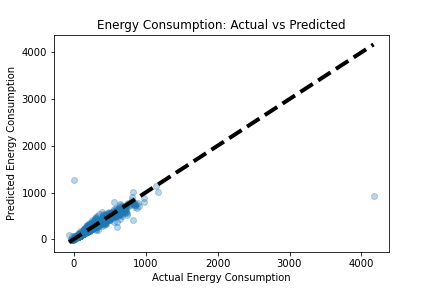 Energy Consumption: Actual vs Predicted
4000
3000
2000
1000
0
Predicted Energy Consumption
0 1000 2000 3000 4000
Actual Energy Consumption